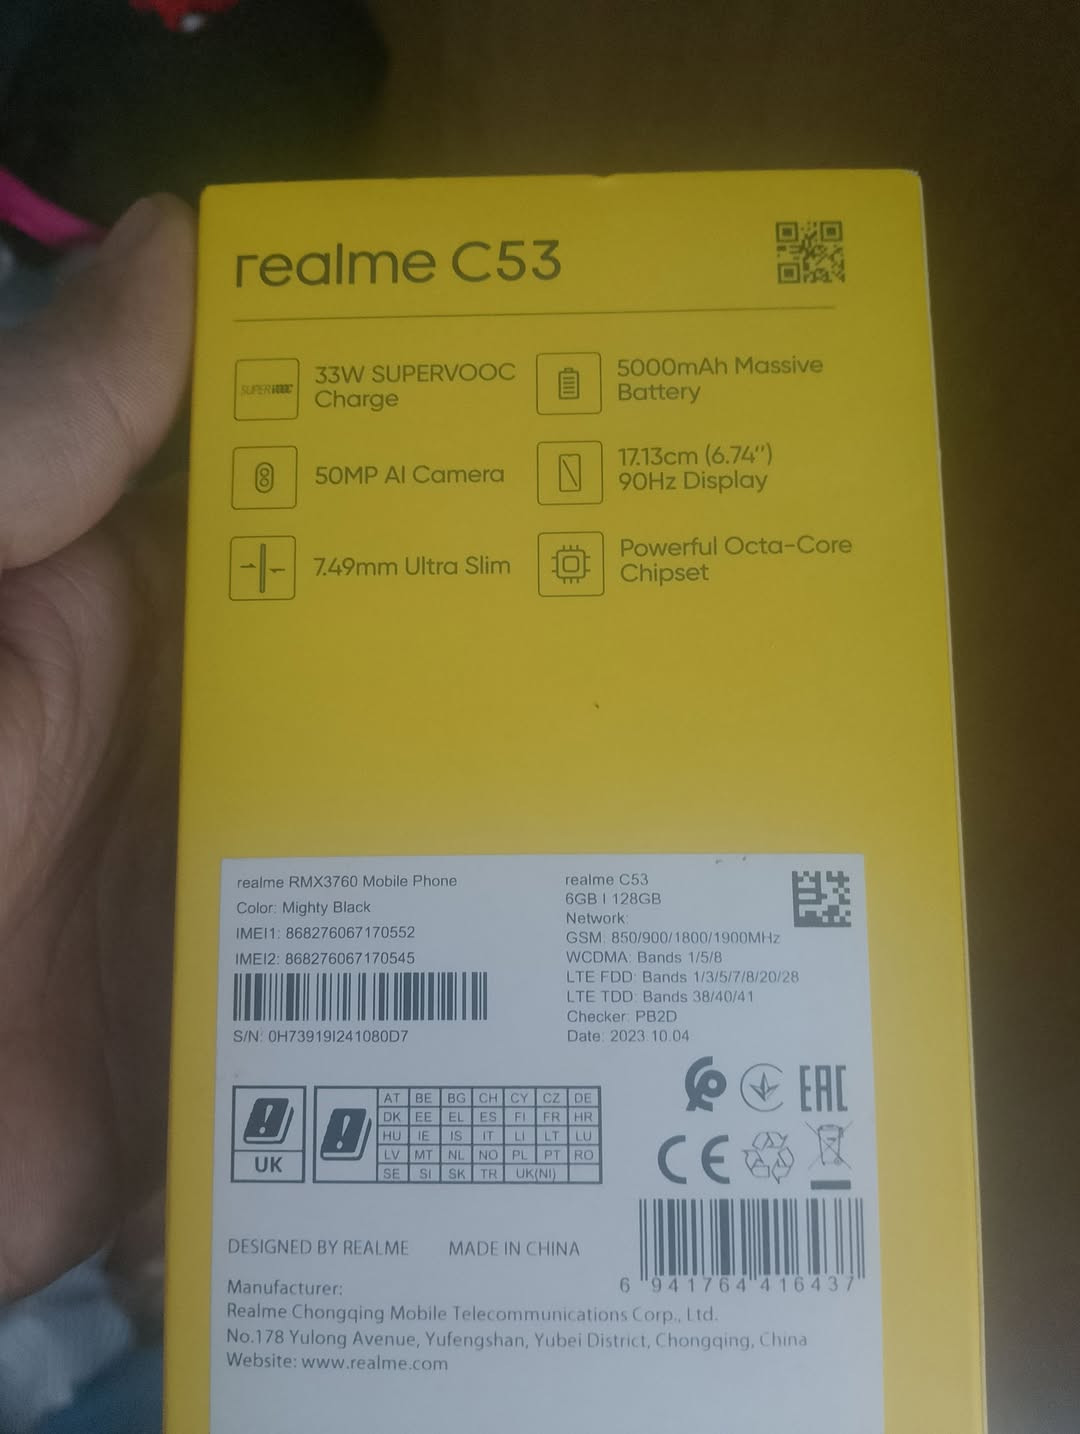 realme C53
SUPERVOOC
33W SUPERVOOC
Charge
5000mAh Massive
Battery
50MP AI Camera
17.13cm (6.74")
90Hz Display
7.49mm Ultra Slim
Powerful Octa-Core
Chipset
realme RMX3760 Mobile Phone
Color: Mighty Black
IMEI1: 868276067170552
IMEI2: 868276067170545
S/N: 0H73919I241080D7
realme C53
6GB I 128GB
Network:
GSM: 850/900/1800/1900MHz
WCDMA: Bands 1/5/8
LTE FDD: Bands 1/3/5/7/8/20/28
LTE TDD: Bands 38/40/41
Checker: PB2D
Date: 2023.10.04
UK
AT BE BG CH CY CZ DE
DK EE EL ES FI FR HR
HU IE IS IT LI LT LU
LV MT NL NO PL PT RO
SE SI SK TR UK(NI)
EAC
CE
6 941764 416437
DESIGNED BY REALME MADE IN CHINA
Manufacturer:
Realme Chongqing Mobile Telecommunications Corp., Ltd.
No.178 Yulong Avenue, Yufengshan, Yubei District, Chongqing, China
Website: www.realme.com